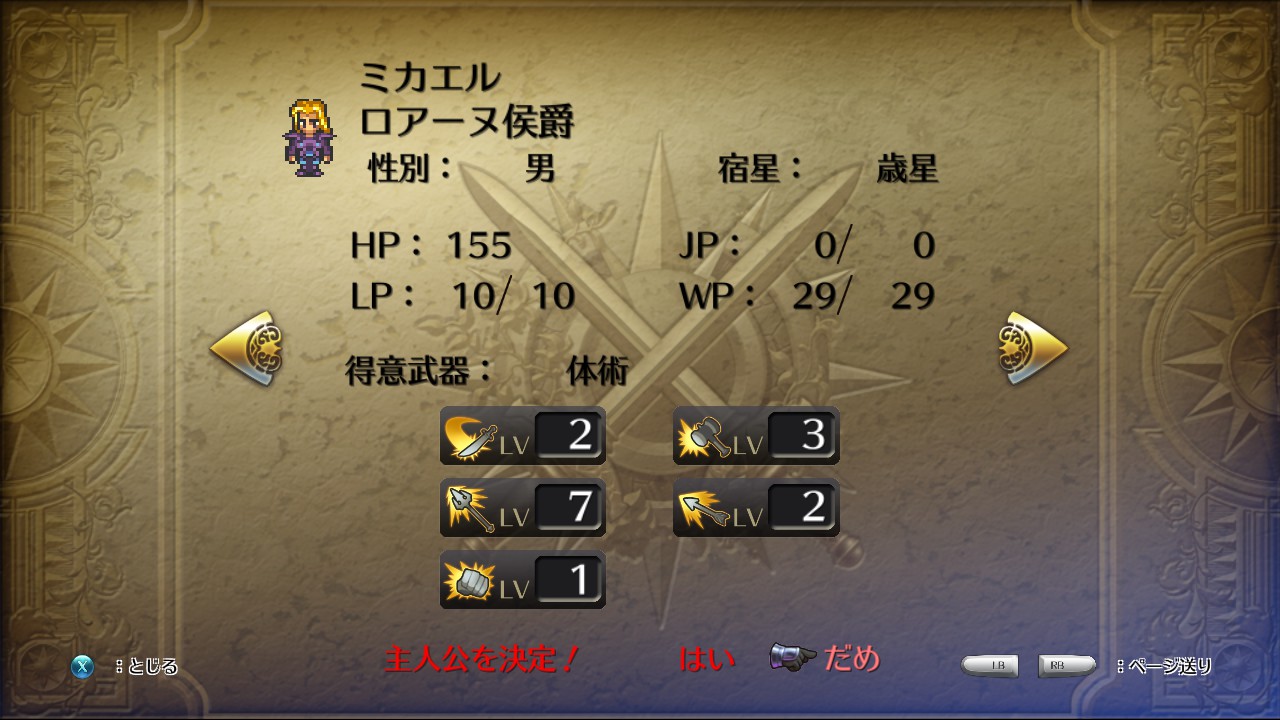 ミカエル
ロアーヌ侯爵
性別： 男 宿星： 歳星
HP： 155 JP： 0/ 0
LP： 10/ 10 WP： 29/ 29
得意武器： 体術
LV 2 LV 3
LV 7 LV 2
LV 1
主人公を決定！ はい だめ
X ：とじる LB RB ：ページ送り